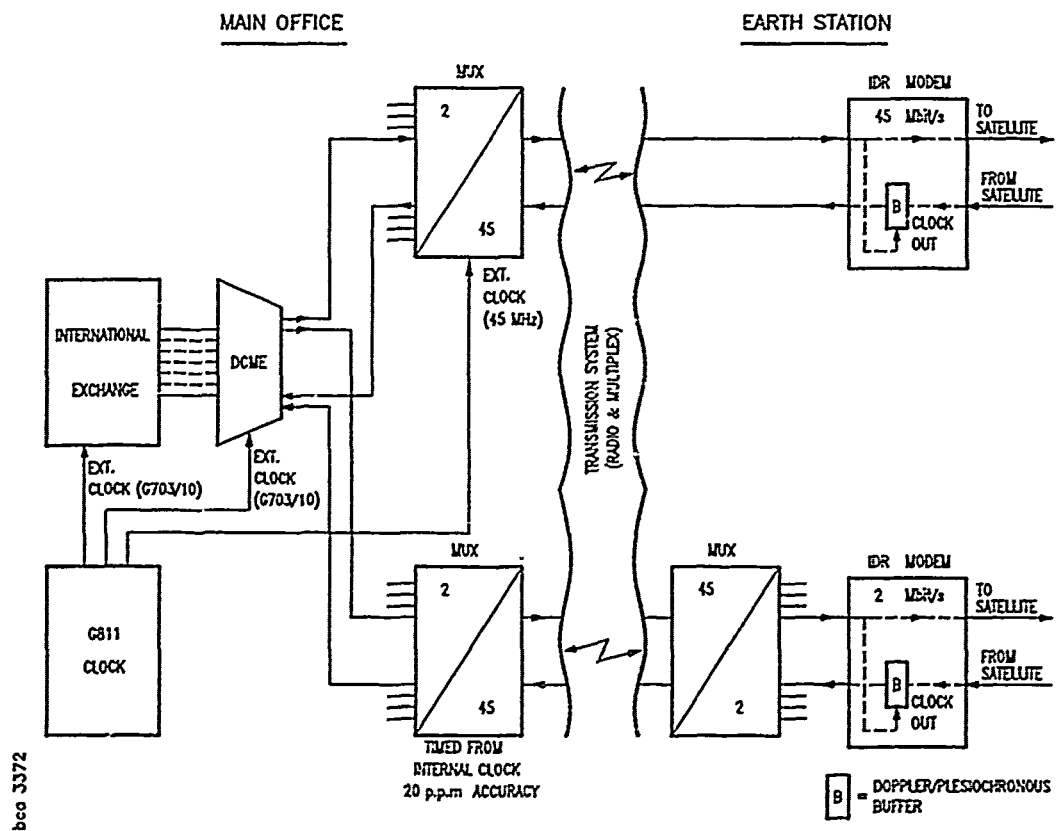 MAIN OFFICE
EARTH STATION
MUX
2
45
IDR MODEM
45 Mbit/s
TO
SATELLITE
FROM
SATELLITE
B
CLOCK
OUT
EXT.
CLOCK
(45 MHz)
INTERNATIONAL
EXCHANGE
DCME
TRANSMISSION SYSTEM
(RADIO & MULTIPLEX)
EXT.
CLOCK (G703/10)
EXT.
CLOCK
(G703/10)
G811
CLOCK
MUX
2
45
TIMED FROM
INTERNAL CLOCK
20 p.p.m ACCURACY
MUX
45
2
IDR MODEM
2 Mbit/s
TO
SATELLITE
FROM
SATELLITE
B
CLOCK
OUT
B = DOPPLER/PLESIOCHRONOUS
BUFFER
bca 3372